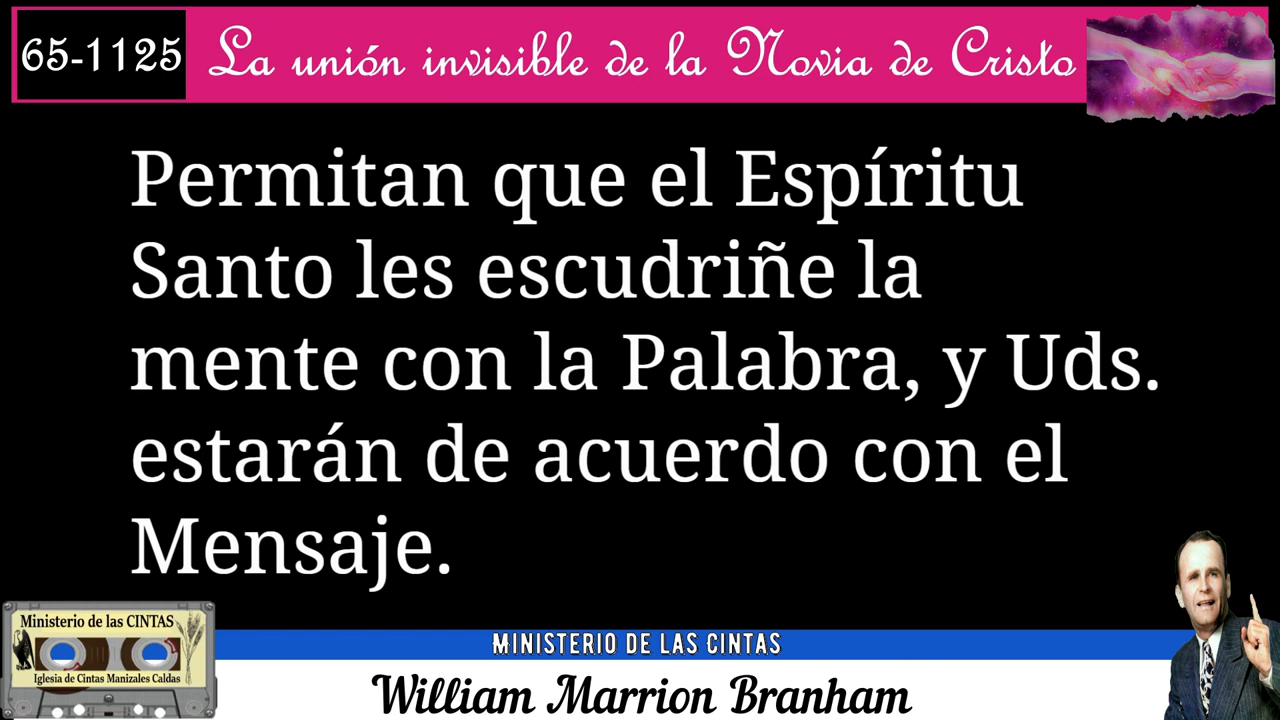 65-1125 La unión invisible de la Novia de Cristo
Permitan que el Espíritu
Santo les escudriñe la
mente con la Palabra, y Uds.
estarán de acuerdo con el
Mensaje.
Ministerio de las CINTAS
Iglesia de Cintas Manizales Caldas
MINISTERIO DE LAS CINTAS
William Marrion Branham